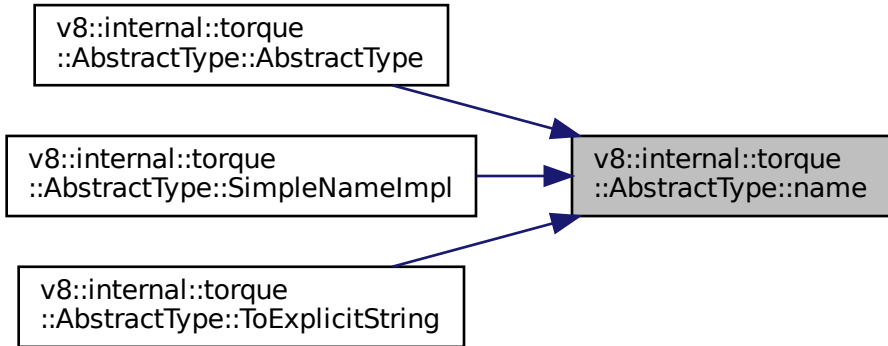 v8::internal::torque
::AbstractType::AbstractType
v8::internal::torque
::AbstractType::SimpleNameImpl
v8::internal::torque
::AbstractType::name
v8::internal::torque
::AbstractType::ToExplicitString